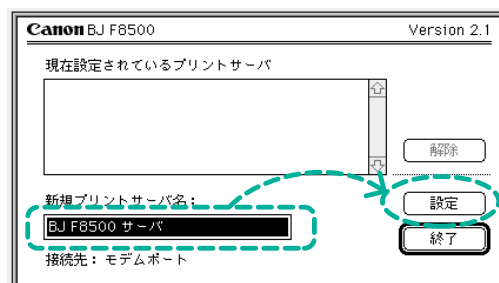 Canon BJ F8500 Version 2.1
現在設定されているプリントサーバ
解除
新規プリントサーバ名:
設定
BJ F8500 サーバ
終了
接続先: モデムポート